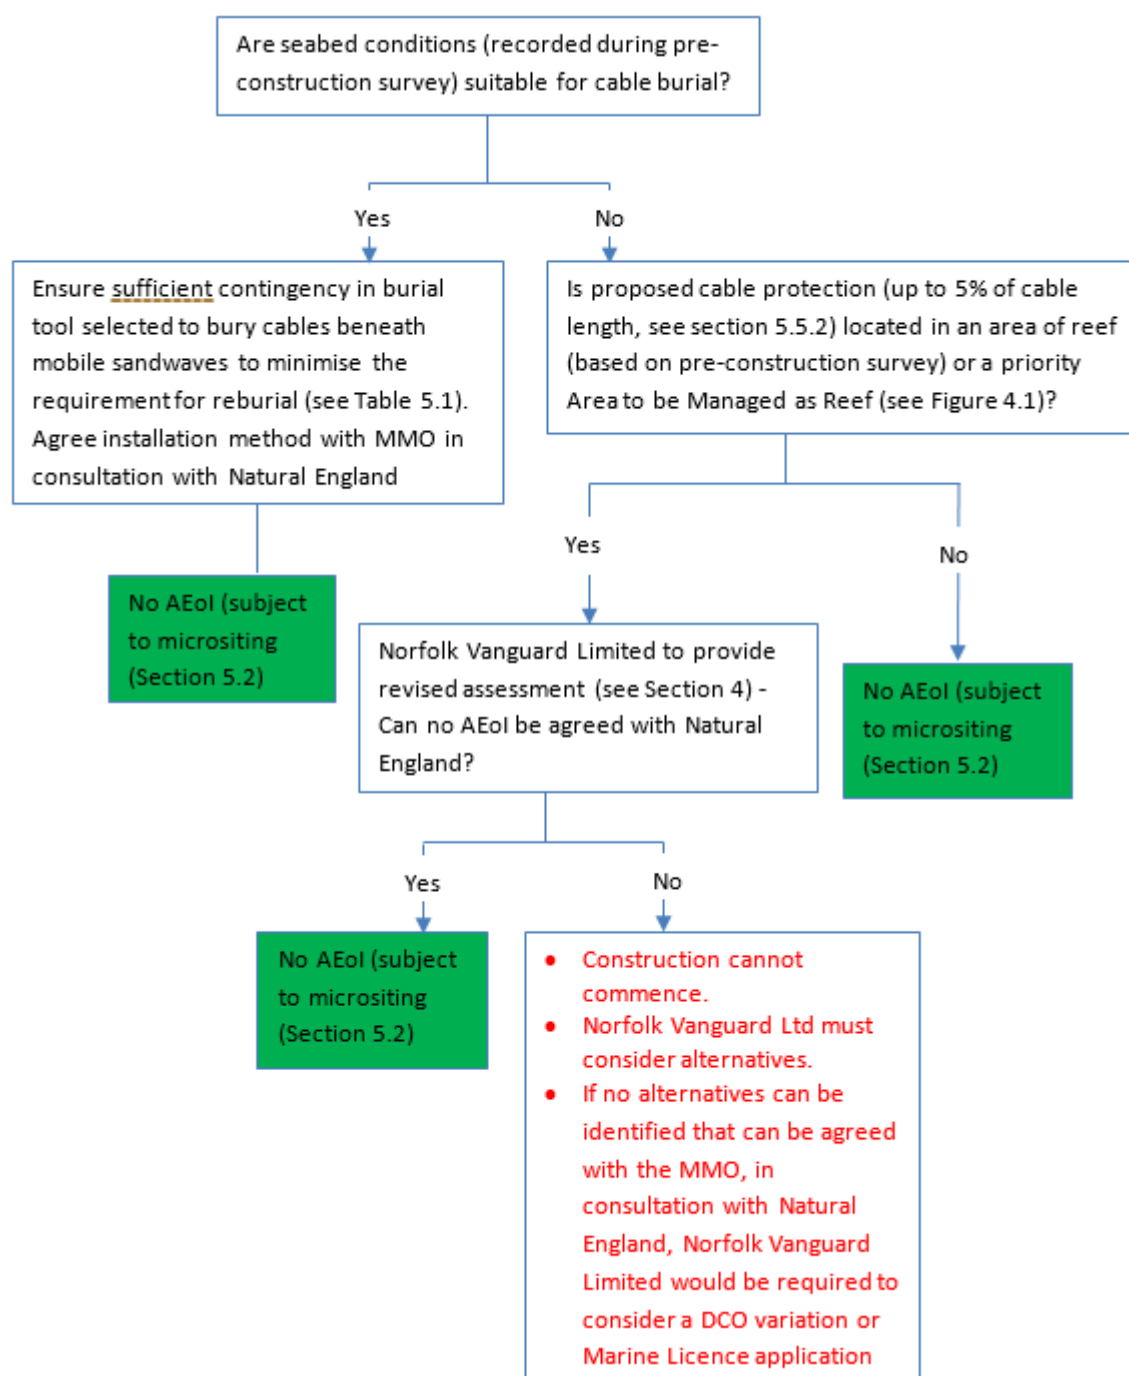 Are seabed conditions (recorded during pre-
construction survey) suitable for cable burial?
Yes
No
Ensure sufficient contingency in burial
tool selected to bury cables beneath
mobile sandwaves to minimise the
requirement for reburial (see Table 5.1).
Agree installation method with MMO in
consultation with Natural England
Is proposed cable protection (up to 5% of cable
length, see section 5.5.2) located in an area of reef
(based on pre-construction survey) or a priority
Area to be Managed as Reef (see Figure 4.1)?
Yes
No
No AEoI (subject
to micrositing
(Section 5.2)
Norfolk Vanguard Limited to provide
revised assessment (see Section 4) -
Can no AEoI be agreed with Natural
England?
No AEoI (subject
to micrositing
(Section 5.2)
Yes
No
No AEoI (subject
to micrositing
(Section 5.2)
• Construction cannot
commence.
• Norfolk Vanguard Ltd must
consider alternatives.
• If no alternatives can be
identified that can be agreed
with the MMO, in
consultation with Natural
England, Norfolk Vanguard
Limited would be required to
consider a DCO variation or
Marine Licence application